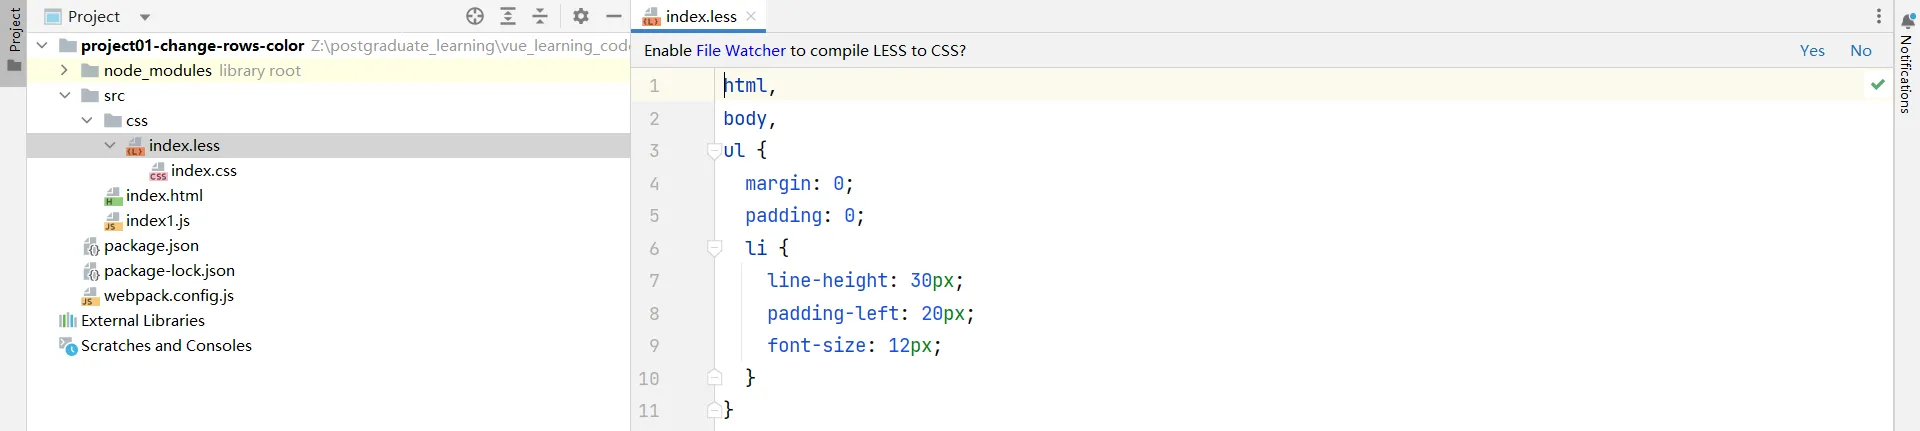 Project
Project
project01-change-rows-color Z:\postgraduate_learning\vue_learning_code
node_modules library root
src
css
index.less
index.css
index.html
index1.js
package.json
package-lock.json
webpack.config.js
External Libraries
Scratches and Consoles
index.less
Enable File Watcher to compile LESS to CSS? Yes No
1 html,
2 body,
3 ul {
4 margin: 0;
5 padding: 0;
6 li {
7 line-height: 30px;
8 padding-left: 20px;
9 font-size: 12px;
10 }
11 }
Notifications